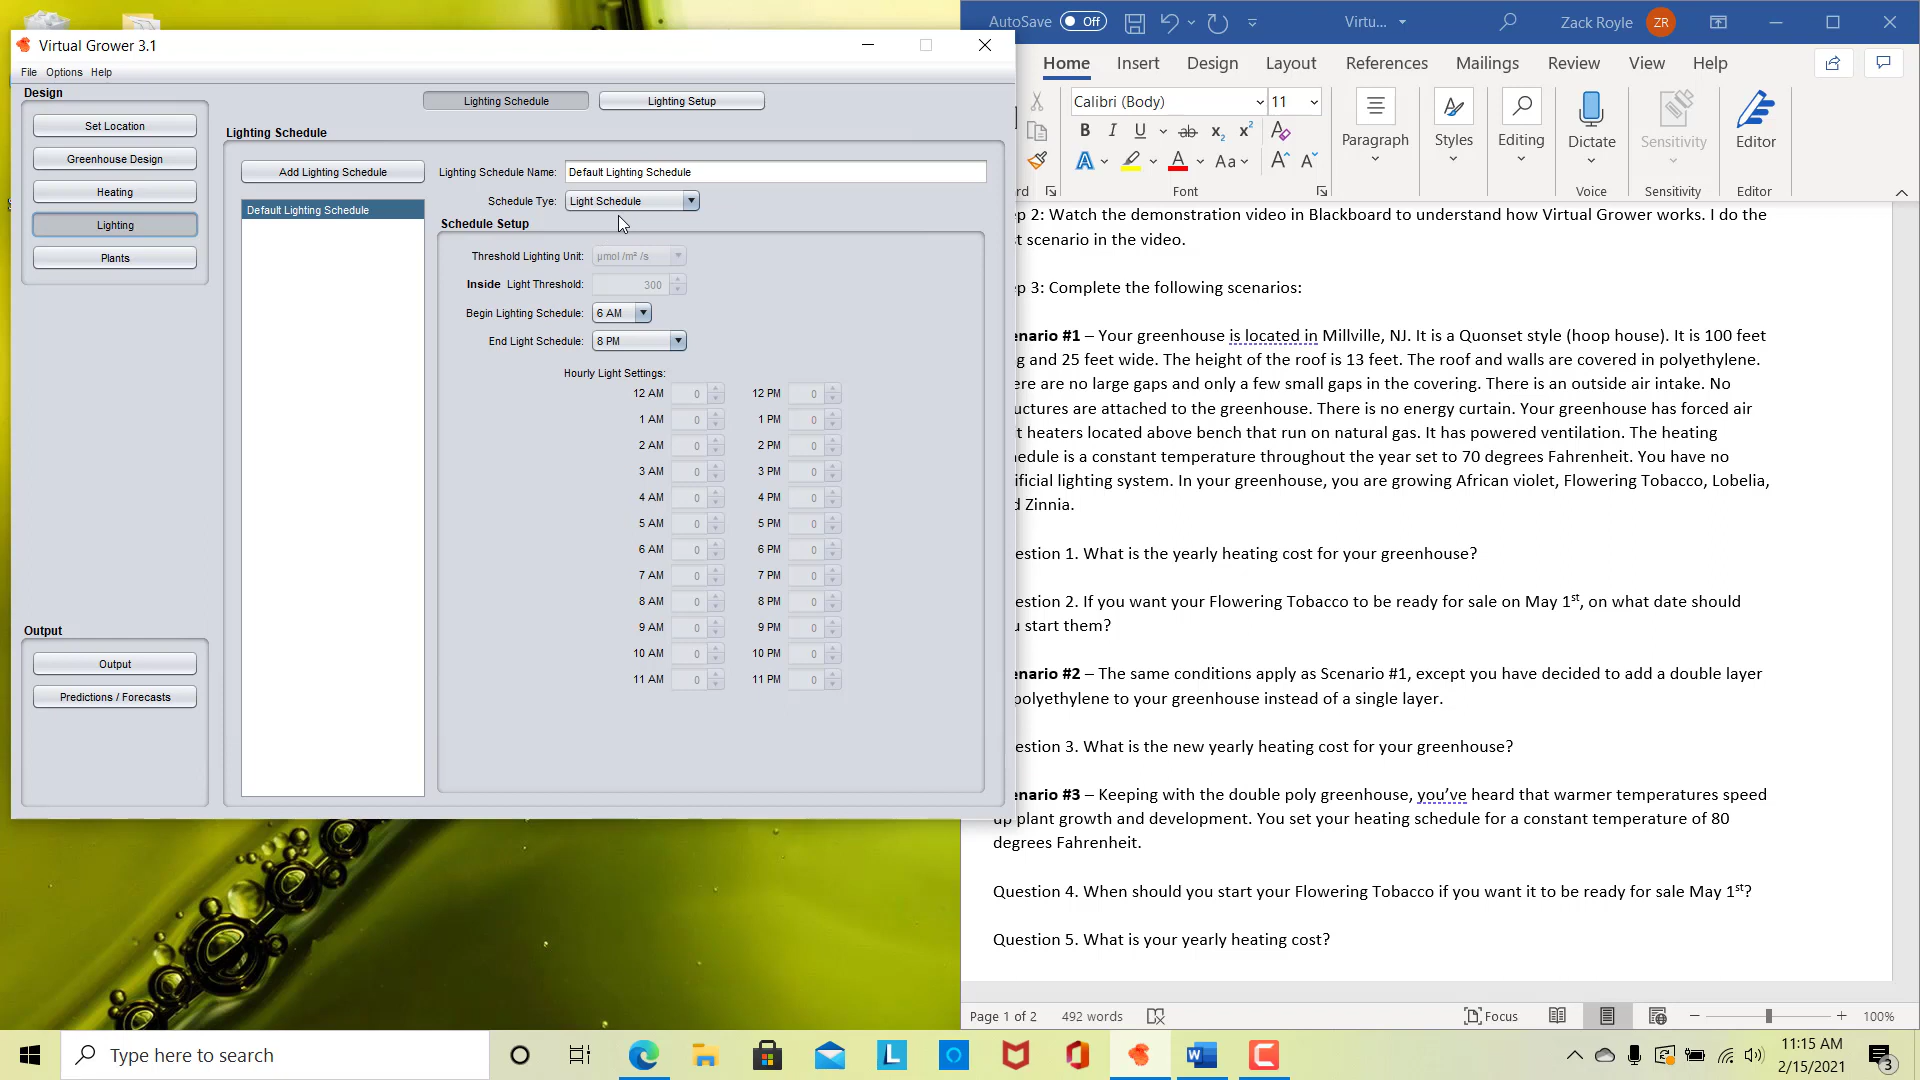 Virtual Grower 3.1
File Options Help
Design
Set Location
Greenhouse Design
Heating
Lighting
Plants
Output
Output
Predictions / Forecasts
Lighting Schedule Lighting Setup
Lighting Schedule
Add Lighting Schedule
Default Lighting Schedule
Lighting Schedule Name: Default Lighting Schedule
Schedule Tye: Light Schedule
Schedule Setup
Threshold Lighting Unit: µmol /m² /s
Inside Light Threshold: 300
Begin Lighting Schedule: 6 AM
End Light Schedule: 8 PM
Hourly Light Settings:
12 AM 0 12 PM 0
1 AM 0 1 PM 0
2 AM 0 2 PM 0
3 AM 0 3 PM 0
4 AM 0 4 PM 0
5 AM 0 5 PM 0
6 AM 0 6 PM 0
7 AM 0 7 PM 0
8 AM 0 8 PM 0
9 AM 0 9 PM 0
10 AM 0 10 PM 0
11 AM 0 11 PM 0
AutoSave Off Virtu... Zack Royle ZR
Home Insert Design Layout References Mailings Review View Help
Calibri (Body) 11
B I U ab x₂ x²
A A Aa A A
Paragraph Styles Editing Dictate Sensitivity Editor
Font Voice Sensitivity Editor
p 2: Watch the demonstration video in Blackboard to understand how Virtual Grower works. I do the
t scenario in the video.
p 3: Complete the following scenarios:
enario #1 – Your greenhouse is located in Millville, NJ. It is a Quonset style (hoop house). It is 100 feet
g and 25 feet wide. The height of the roof is 13 feet. The roof and walls are covered in polyethylene.
ere are no large gaps and only a few small gaps in the covering. There is an outside air intake. No
uctures are attached to the greenhouse. There is no energy curtain. Your greenhouse has forced air
t heaters located above bench that run on natural gas. It has powered ventilation. The heating
edule is a constant temperature throughout the year set to 70 degrees Fahrenheit. You have no
ificial lighting system. In your greenhouse, you are growing African violet, Flowering Tobacco, Lobelia,
d Zinnia.
estion 1. What is the yearly heating cost for your greenhouse?
estion 2. If you want your Flowering Tobacco to be ready for sale on May 1st, on what date should
u start them?
enario #2 – The same conditions apply as Scenario #1, except you have decided to add a double layer
polyethylene to your greenhouse instead of a single layer.
estion 3. What is the new yearly heating cost for your greenhouse?
enario #3 – Keeping with the double poly greenhouse, you’ve heard that warmer temperatures speed
up plant growth and development. You set your heating schedule for a constant temperature of 80
degrees Fahrenheit.
Question 4. When should you start your Flowering Tobacco if you want it to be ready for sale May 1st?
Question 5. What is your yearly heating cost?
Page 1 of 2 492 words Focus 100%
Type here to search
11:15 AM
2/15/2021
3